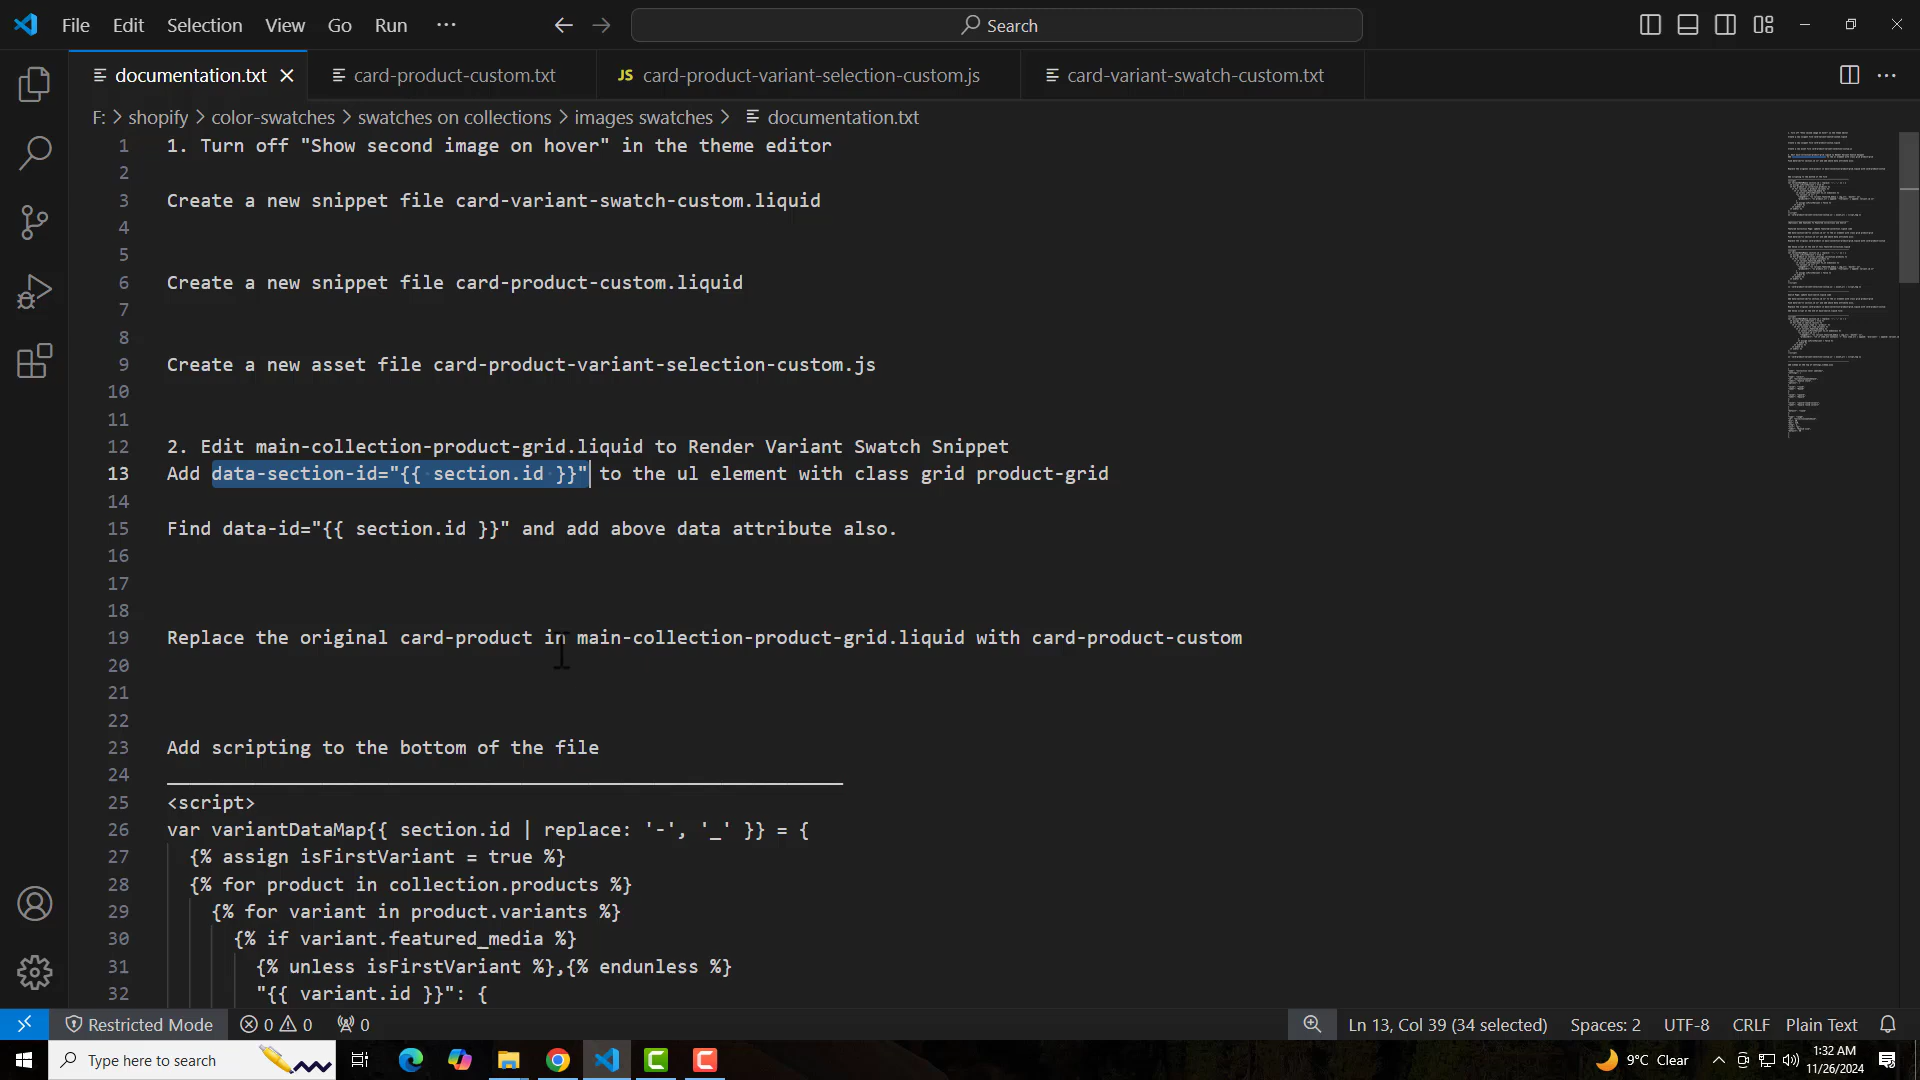 File Edit Selection View Go Run ··· Search
documentation.txt card-product-custom.txt JS card-product-variant-selection-custom.js card-variant-swatch-custom.txt
F: > shopify > color-swatches > swatches on collections > images swatches > documentation.txt
1 1. Turn off "Show second image on hover" in the theme editor
2
3 Create a new snippet file card-variant-swatch-custom.liquid
4
5
6 Create a new snippet file card-product-custom.liquid
7
8
9 Create a new asset file card-product-variant-selection-custom.js
10
11
12 2. Edit main-collection-product-grid.liquid to Render Variant Swatch Snippet
13 Add data-section-id="{{ section.id }}" to the ul element with class grid product-grid
14
15 Find data-id="{{ section.id }}" and add above data attribute also.
16
17
18
19 Replace the original card-product in main-collection-product-grid.liquid with card-product-custom
20
21
22
23 Add scripting to the bottom of the file
24 _____________________________________________________________
25 <script>
26 var variantDataMap{{ section.id | replace: '-', '_' }} = {
27 {% assign isFirstVariant = true %}
28 {% for product in collection.products %}
29 {% for variant in product.variants %}
30 {% if variant.featured_media %}
31 {% unless isFirstVariant %},{% endunless %}
32 "{{ variant.id }}": {
Restricted Mode 0 0 0 Ln 13, Col 39 (34 selected) Spaces: 2 UTF-8 CRLF Plain Text
Type here to search 9°C Clear 1:32 AM
11/26/2024